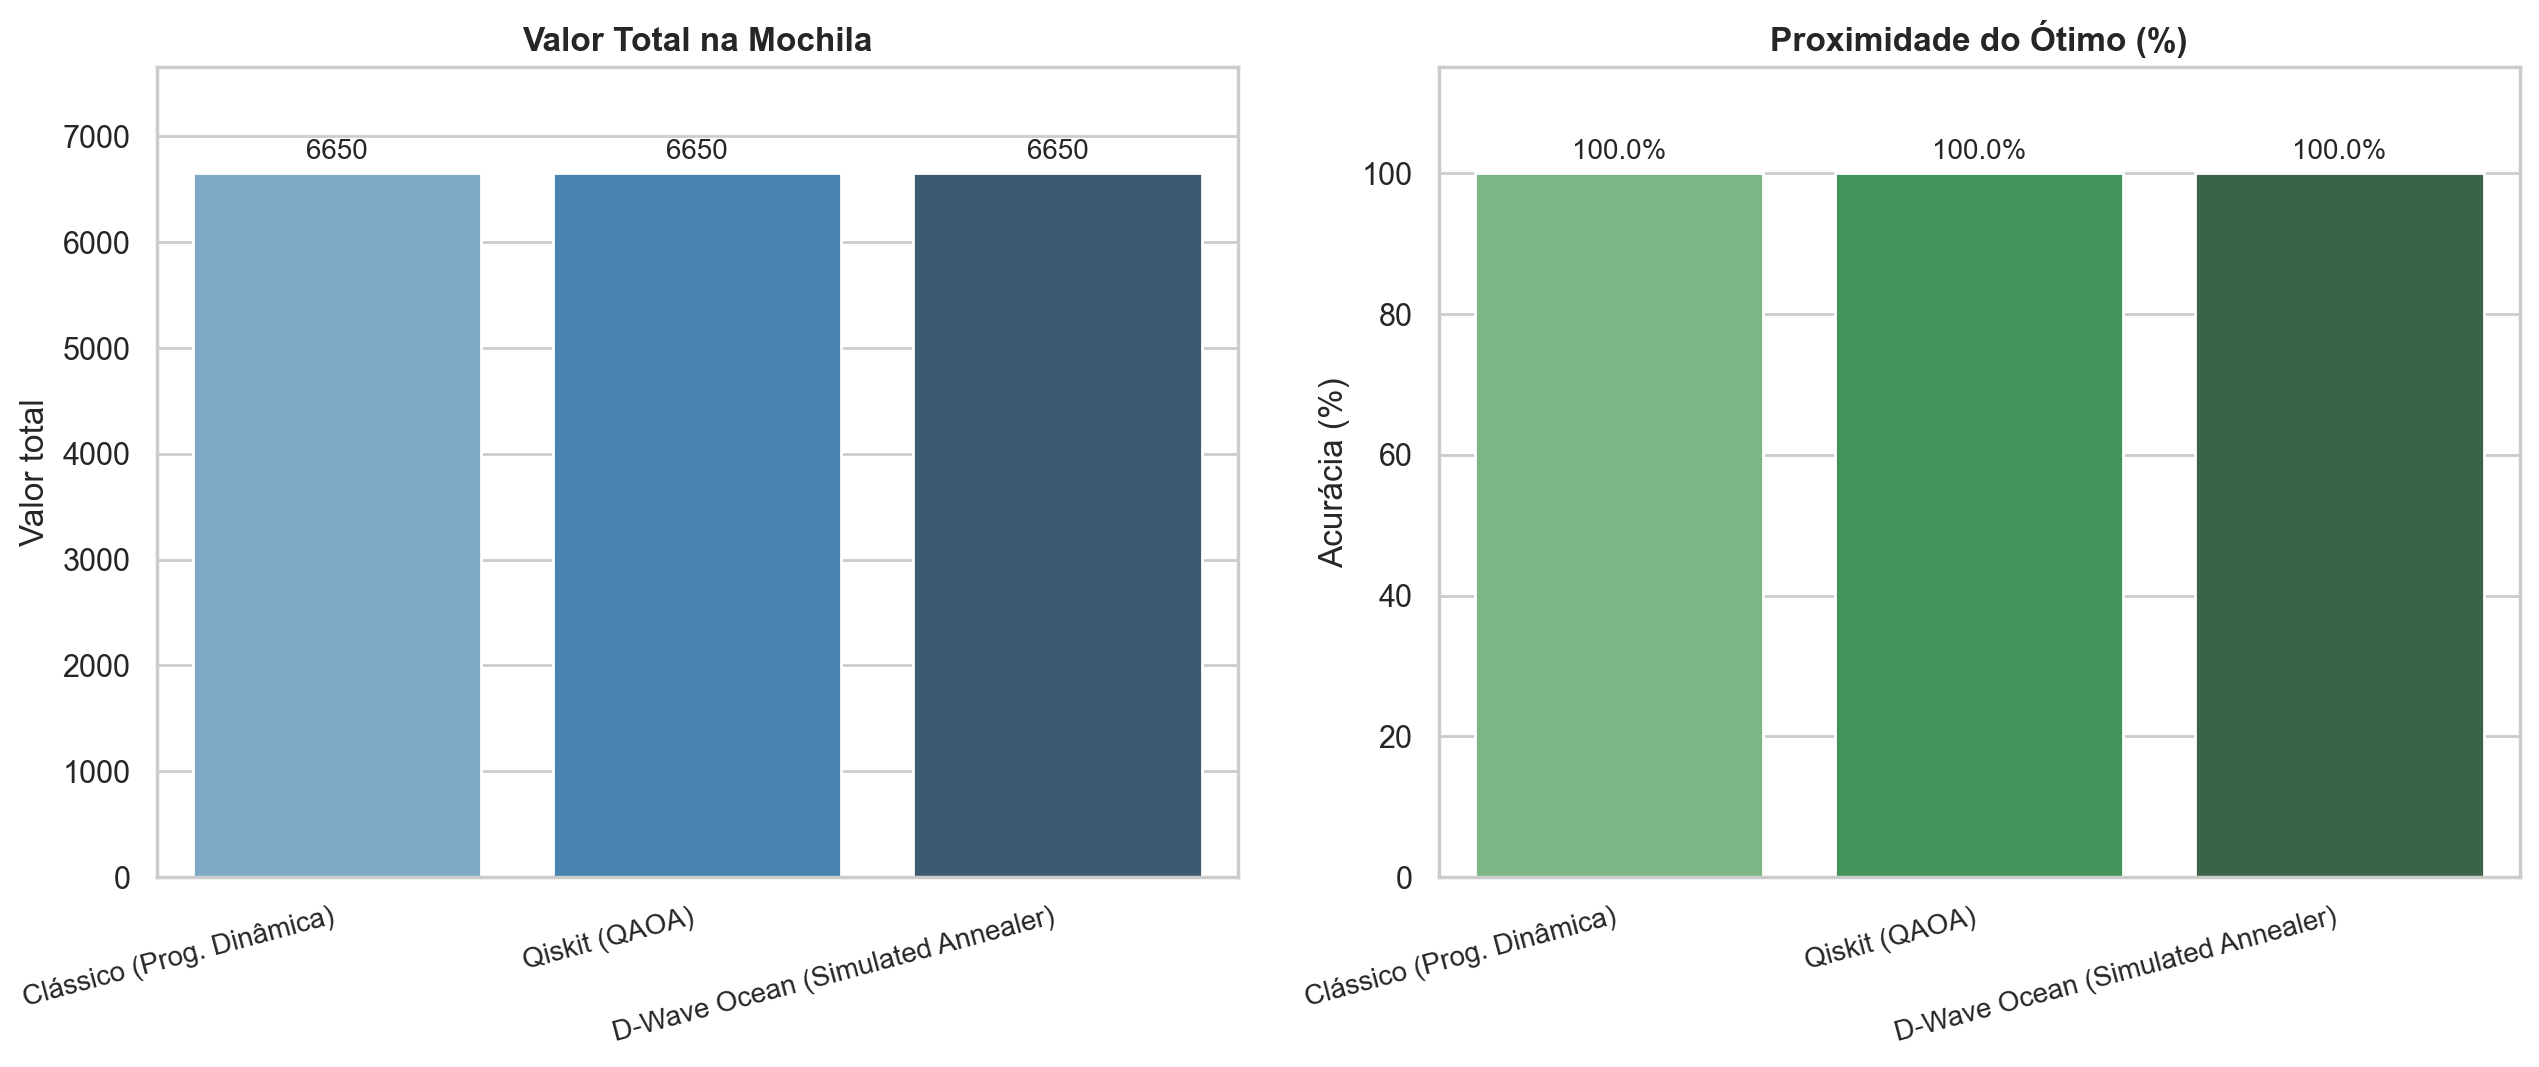 Valor Total na Mochila
Valor total
7000
6000
5000
4000
3000
2000
1000
0
6650
6650
6650
Clássico (Prog. Dinâmica)
Qiskit (QAOA)
D-Wave Ocean (Simulated Annealer)
Proximidade do Ótimo (%)
Acurácia (%)
100
80
60
40
20
0
100.0%
100.0%
100.0%
Clássico (Prog. Dinâmica)
Qiskit (QAOA)
D-Wave Ocean (Simulated Annealer)